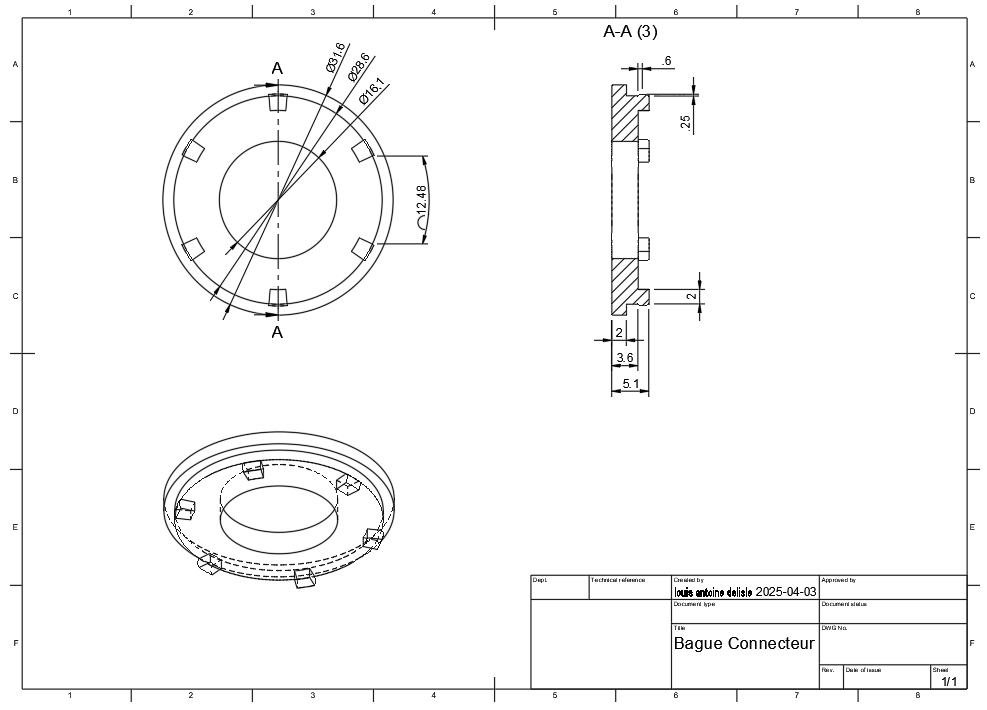 1 2 3 4 5 6 7 8
A-A (3)
A A
A
Ø31.6
Ø28.6
Ø16.1
.6
.25
B B
12.48
C C
2
A
2
3.6
5.1
D D
E E
Dept.
Technical reference
Created by
Approved by
louis antoine delisle 2025-04-03
Document type
Document status
Title
DWG No.
F F
Bague Connecteur
Rev.
Date of issue
Sheet
1/1
1 2 3 4 5 6 7 8